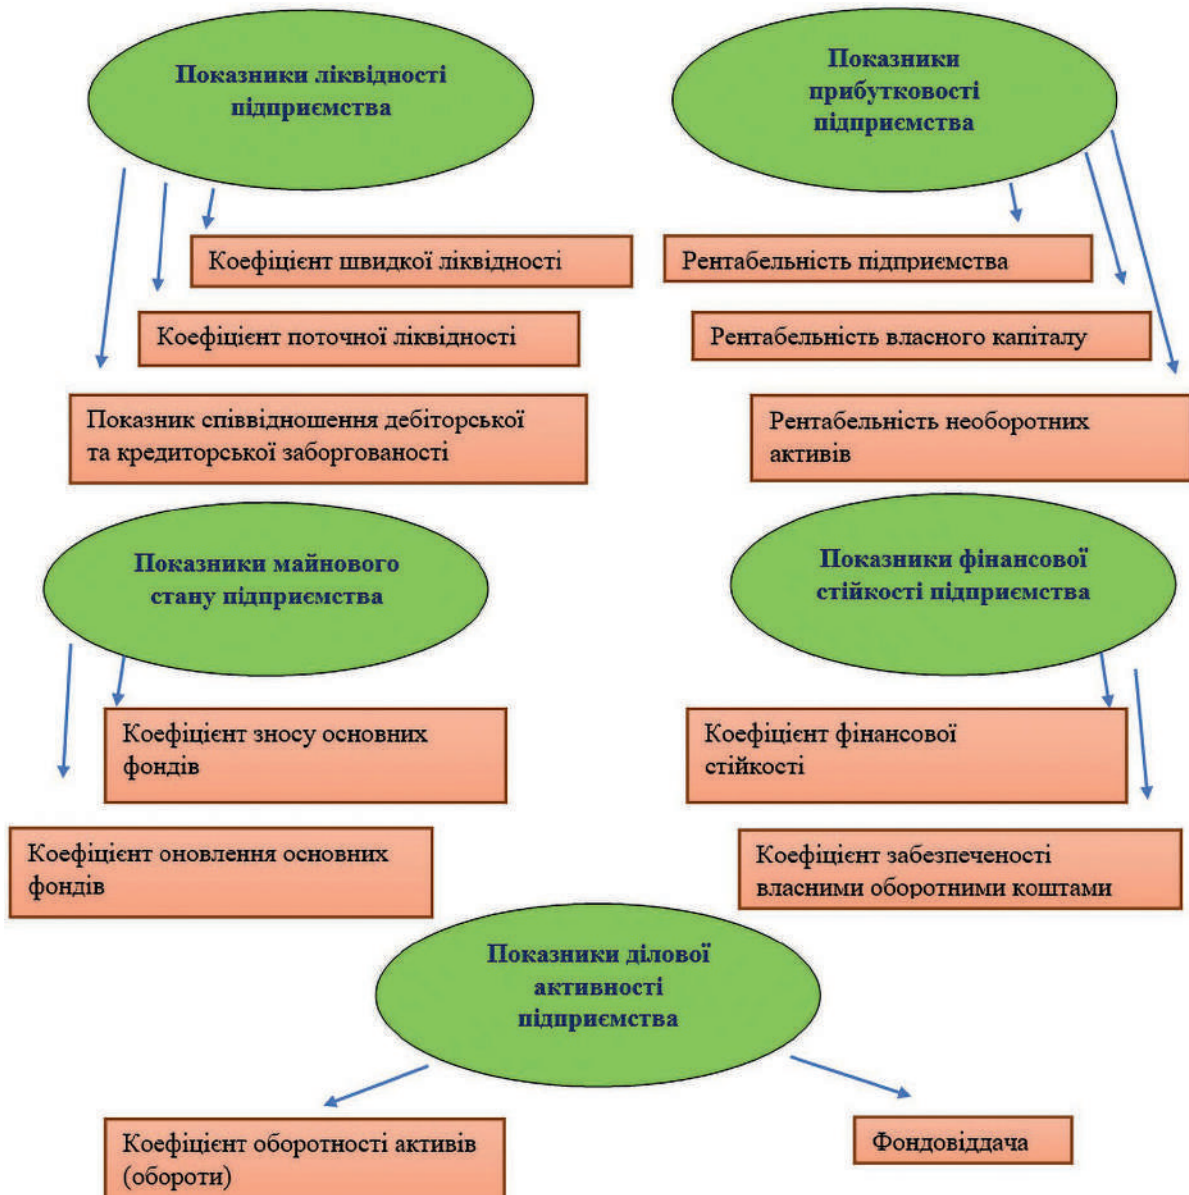 Показники ліквідності
підприємства
Коефіцієнт швидкої ліквідності
Коефіцієнт поточної ліквідності
Показник співвідношення дебіторської
та кредиторської заборгованості
Показники
прибутковості
підприємства
Рентабельність підприємства
Рентабельність власного капіталу
Рентабельність необоротних
активів
Показники майнового
стану підприємства
Коефіцієнт зносу основних
фондів
Коефіцієнт оновлення основних
фондів
Показники фінансової
стійкості підприємства
Коефіцієнт фінансової
стійкості
Коефіцієнт забезпеченості
власними оборотними коштами
Показники ділової
активності
підприємства
Коефіцієнт оборотності активів
(обороти)
Фондовіддача